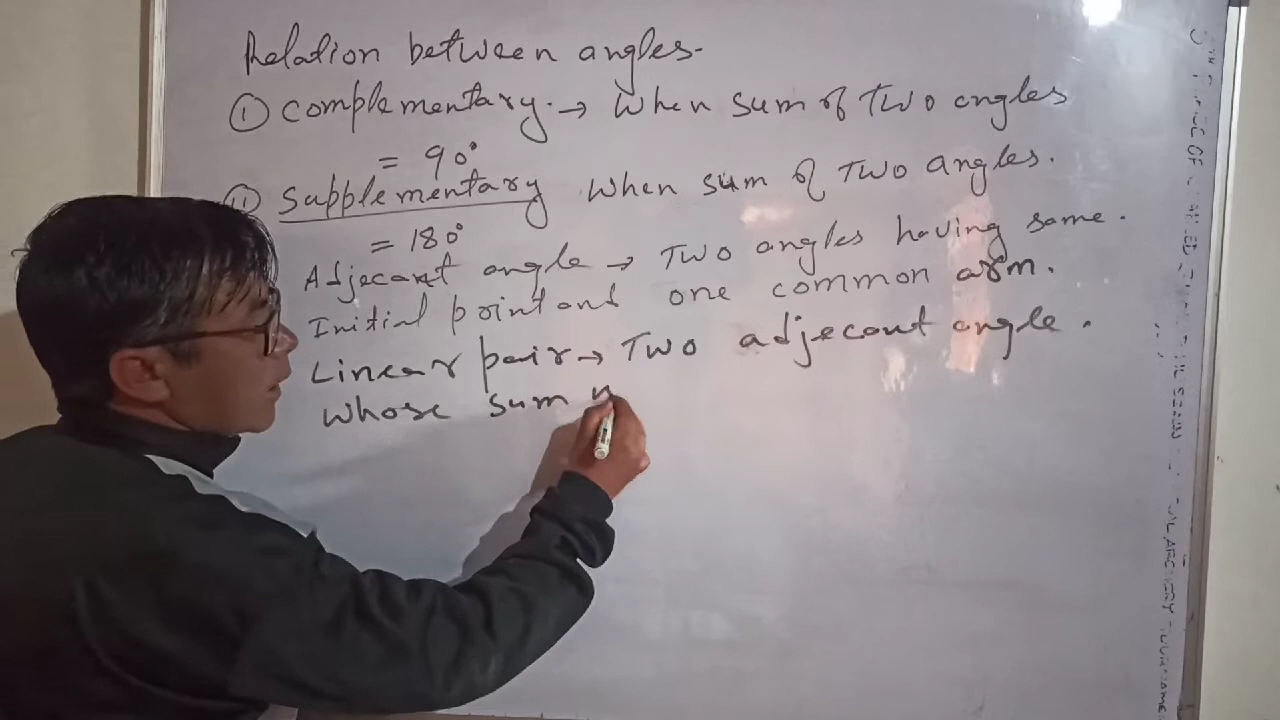 Relation between angles-
① Complementary. → When sum of Two angles
= 90°
⑪ Supplementary When sum of Two angles.
= 180°
Adjecant angle → Two angles having same.
Initial point and one common arm.
Linear pair → Two adjecant angle.
Whose sum